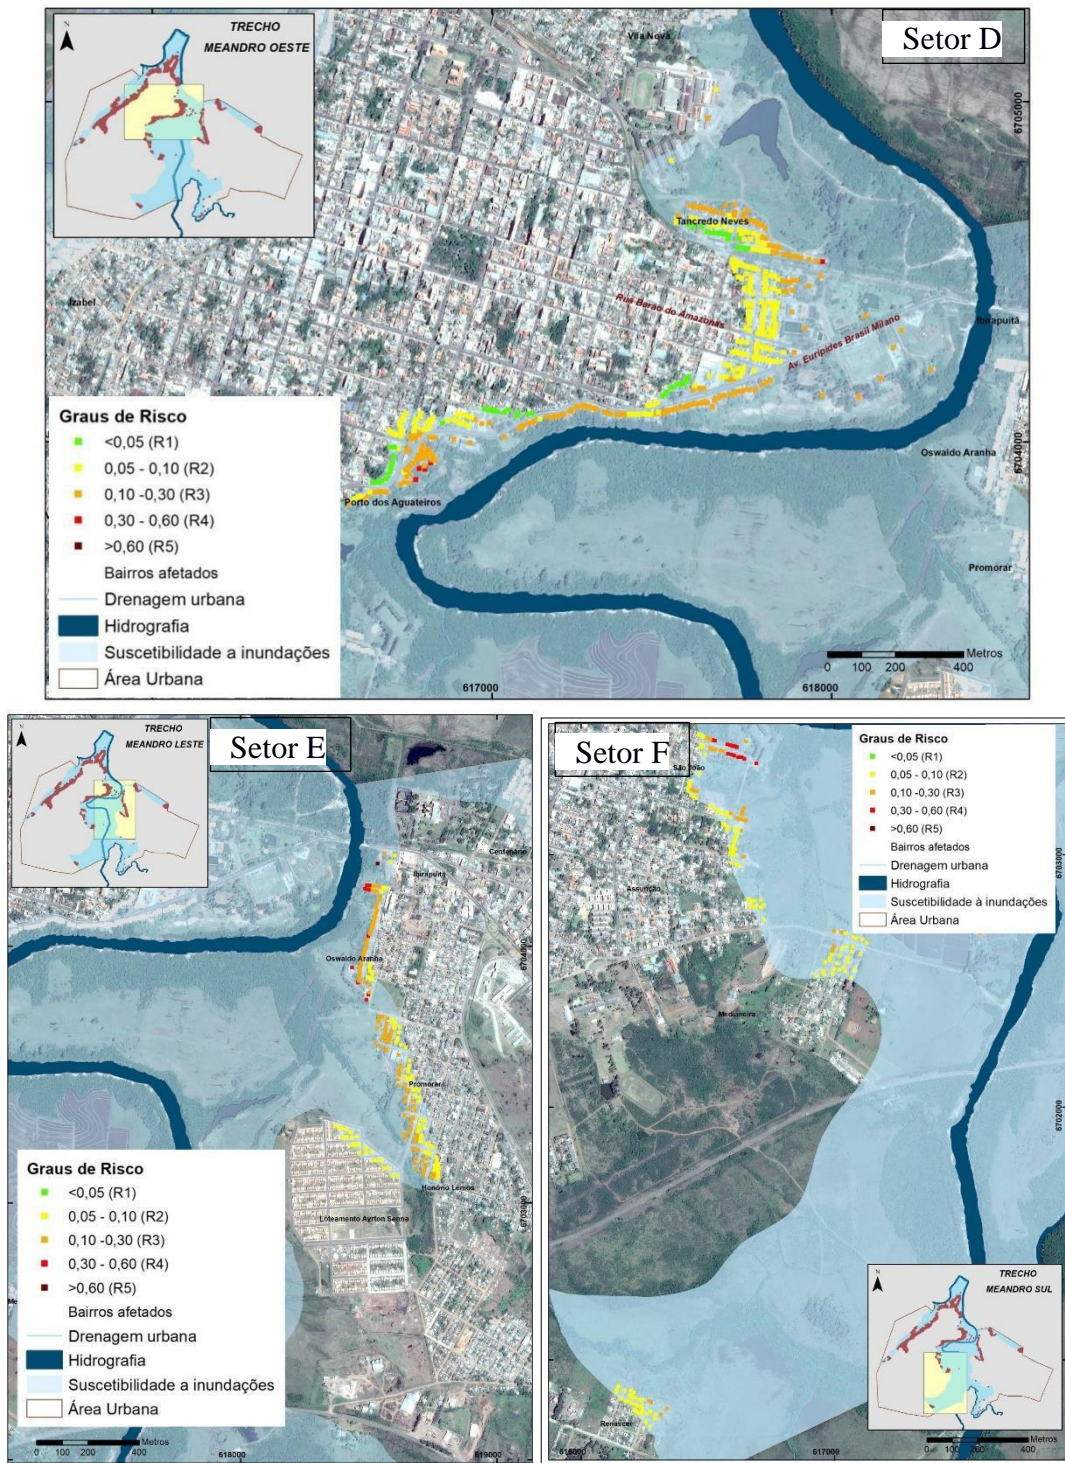 TRECHO
MEANDRO OESTE
Setor D
Vila Nova
6705000
Tancredo Neves
Izabel
Rua Barão do Amazonas
Ibirapuitã
Av. Eurípides Brasil Milano
Graus de Risco
<0,05 (R1)
0,05 - 0,10 (R2)
0,10 -0,30 (R3)
0,30 - 0,60 (R4)
>0,60 (R5)
Bairros afetados
Drenagem urbana
Hidrografia
Suscetibilidade a inundações
Área Urbana
Oswaldo Aranha
6704000
Porto dos Aguateiros
Promorar
Metros
0 100 200 400
617000
618000
N
TRECHO
MEANDRO LESTE
Setor E
Centenário
Ibirapuitã
Oswaldo Aranha
6704000
Promorar
Honório Lemos
6703000
Loteamento Ayrton Senna
Graus de Risco
<0,05 (R1)
0,05 - 0,10 (R2)
0,10 -0,30 (R3)
0,30 - 0,60 (R4)
>0,60 (R5)
Bairros afetados
Drenagem urbana
Hidrografia
Suscetibilidade a inundações
Área Urbana
Metros
0 100 200 400
618000
619000
Setor F
São João
Graus de Risco
<0,05 (R1)
0,05 - 0,10 (R2)
0,10 -0,30 (R3)
0,30 - 0,60 (R4)
>0,60 (R5)
Bairros afetados
Drenagem urbana
Hidrografia
Suscetibilidade à inundações
Área Urbana
6703000
Assunção
Medianeira
6702000
N
TRECHO
MEANDRO SUL
Renascer
Metros
0 100 200 400
616000
617000